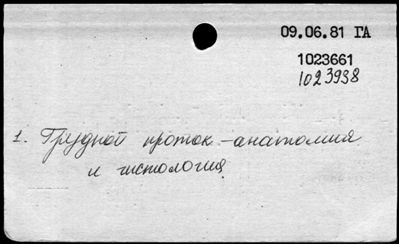 09.06.81 ГА
1023661
1023938
1. Грудной проток - анатомия
и гистология